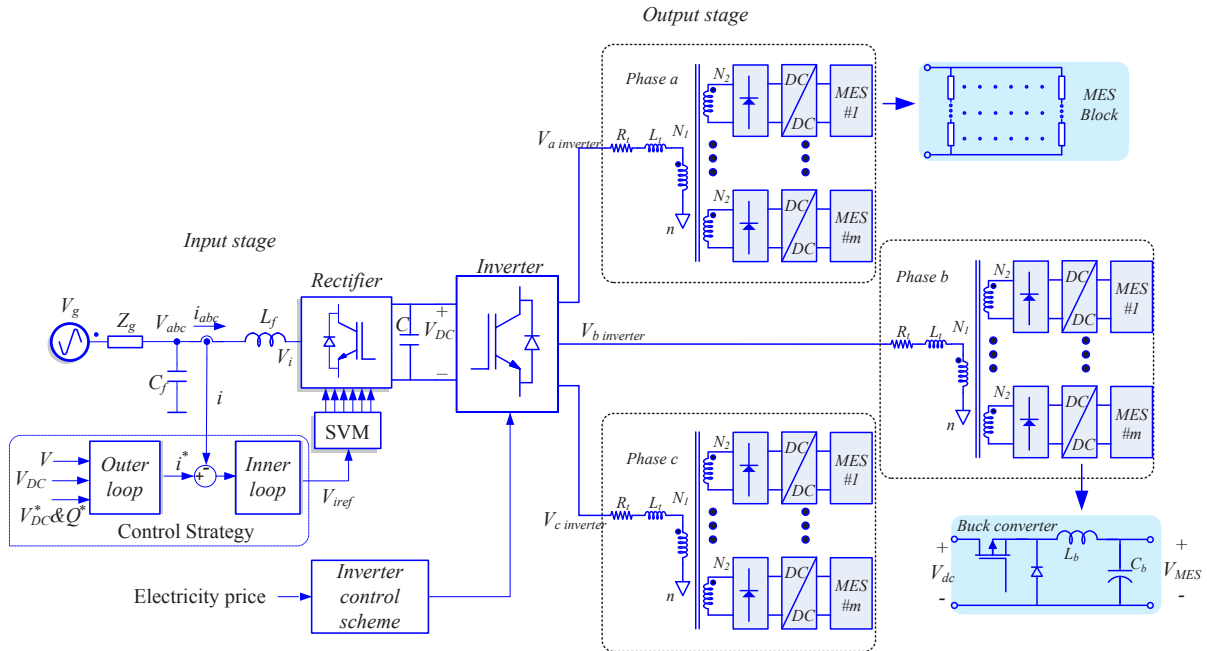 Output stage
Phase a
N2
DC
DC
MES
#1
MES
Block
Va inverter
Rt
Lt
N1
n
N2
DC
DC
MES
#m
Input stage
Vg
Zg
Vabc
iabc
Lf
Vi
Cf
i
Rectifier
C
+
VDC
−
Inverter
SVM
Vb inverter
Phase b
Rt
Lt
N1
n
N2
DC
DC
MES
#1
N2
DC
DC
MES
#m
V
VDC
V*DC&Q*
Outer
loop
i*
+
-
Inner
loop
Viref
Control Strategy
Vc inverter
Phase c
Rt
Lt
N1
n
N2
DC
DC
MES
#1
N2
DC
DC
MES
#m
Buck converter
+
Vdc
-
Lb
Cb
+
VMES
-
Electricity price
Inverter
control
scheme